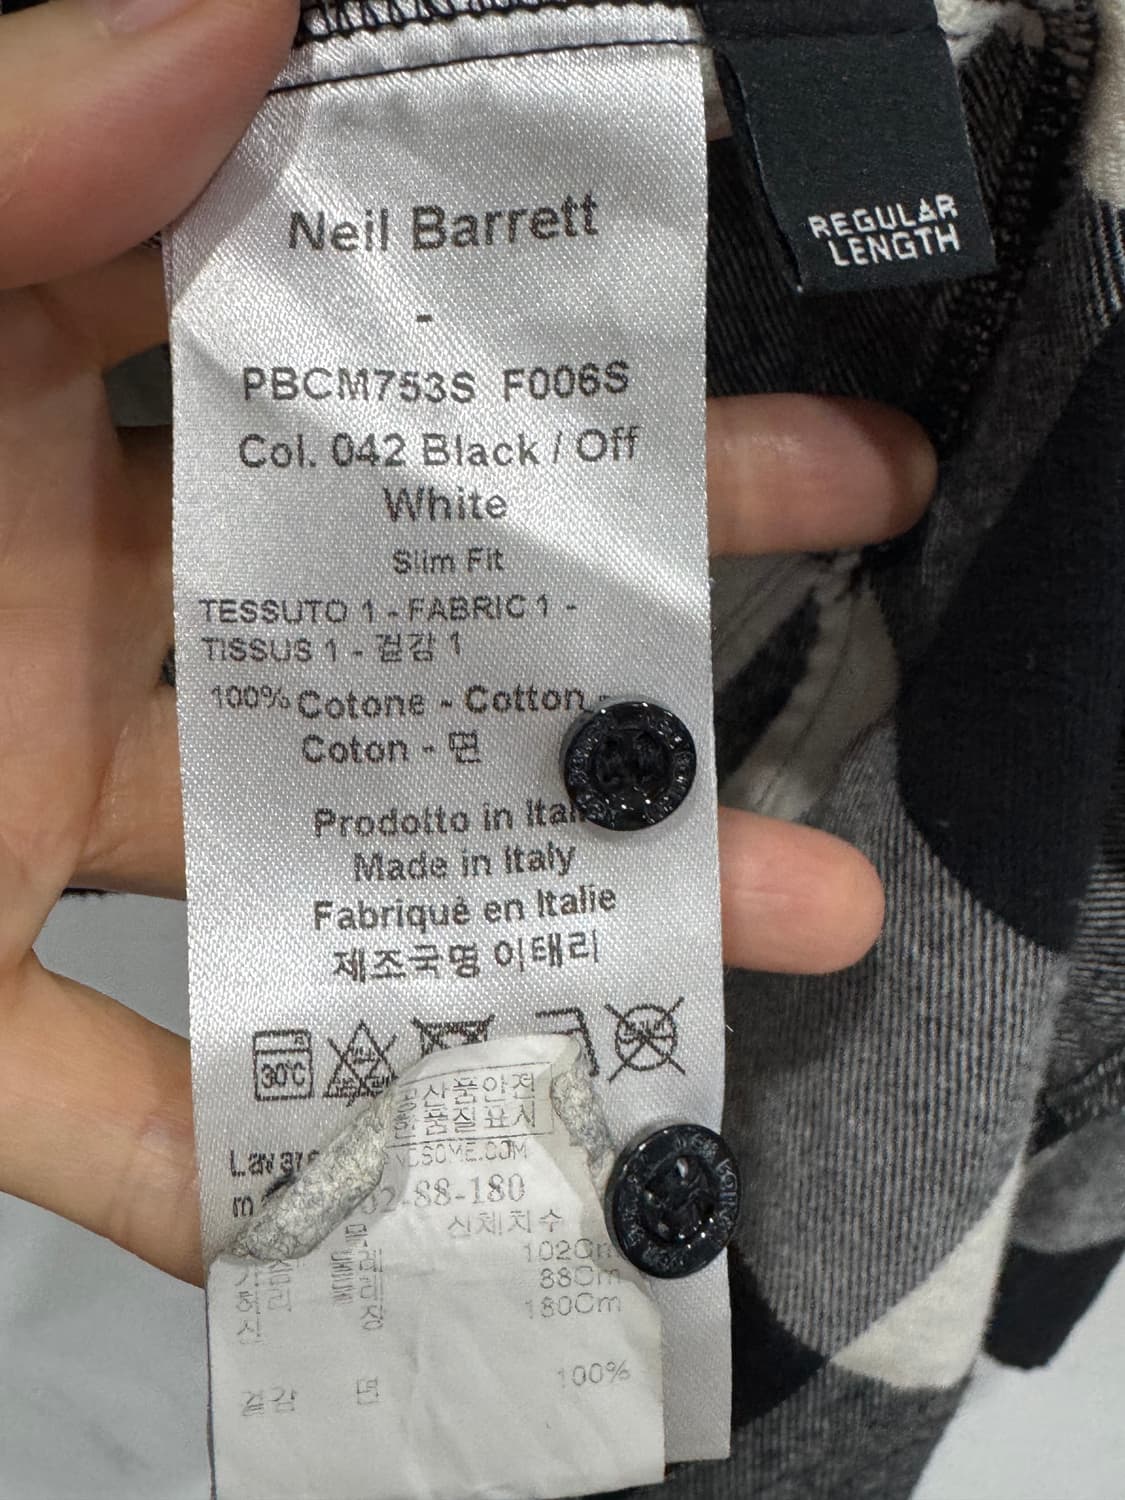 Neil Barrett
-
PBCM753S F006S
Col. 042 Black / Off
White
Slim Fit
TESSUTO 1 - FABRIC 1 -
TISSUS 1 - 겉감 1
100% Cotone - Cotton -
Coton - 면
Prodotto in Ital
Made in Italy
Fabriqué en Italie
제조국명 이태리
30°C
Lavare
m
REGULAR
LENGTH
산품안전
품질표시
NDSOME.COM
-88-180
신체치수
102Cm
88Cm
180Cm
겉감 면 100%